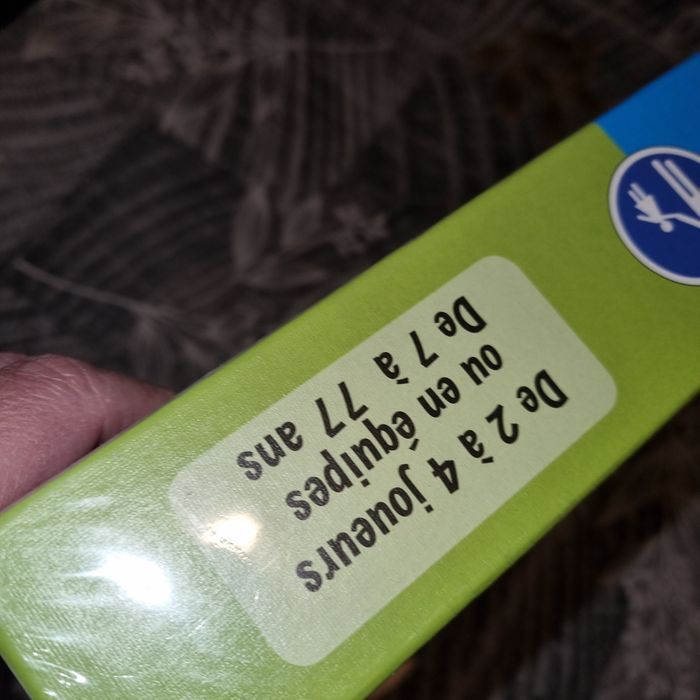 De 2 à 4 joueurs
ou en équipes
De 7 à 77 ans